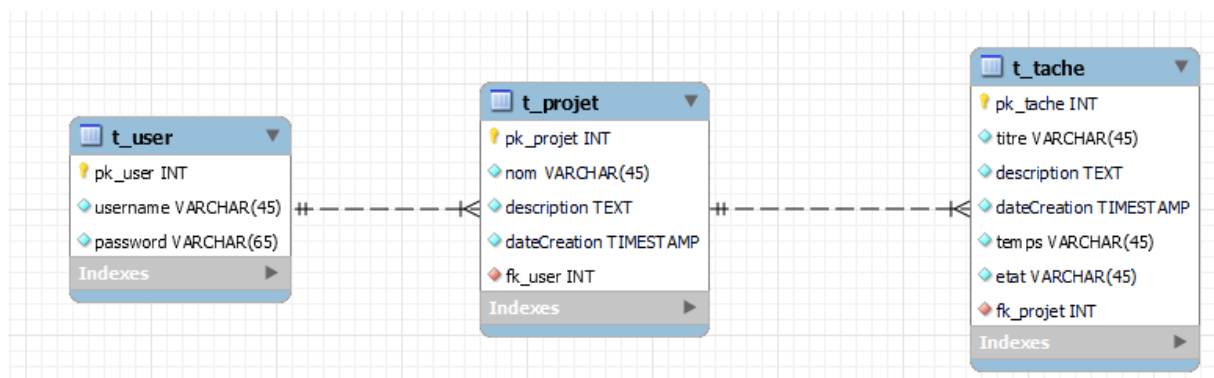 t_user
pk_user INT
username VARCHAR(45)
password VARCHAR(65)
Indexes
t_projet
pk_projet INT
nom VARCHAR(45)
description TEXT
dateCreation TIMESTAMP
fk_user INT
Indexes
t_tache
pk_tache INT
titre VARCHAR(45)
description TEXT
dateCreation TIMESTAMP
temps VARCHAR(45)
etat VARCHAR(45)
fk_projet INT
Indexes